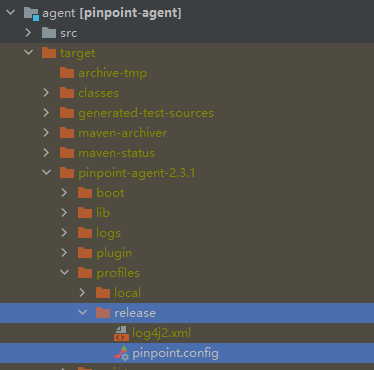 agent [pinpoint-agent]
src
target
archive-tmp
classes
generated-test-sources
maven-archiver
maven-status
pinpoint-agent-2.3.1
boot
lib
logs
plugin
profiles
local
release
log4j2.xml
pinpoint.config